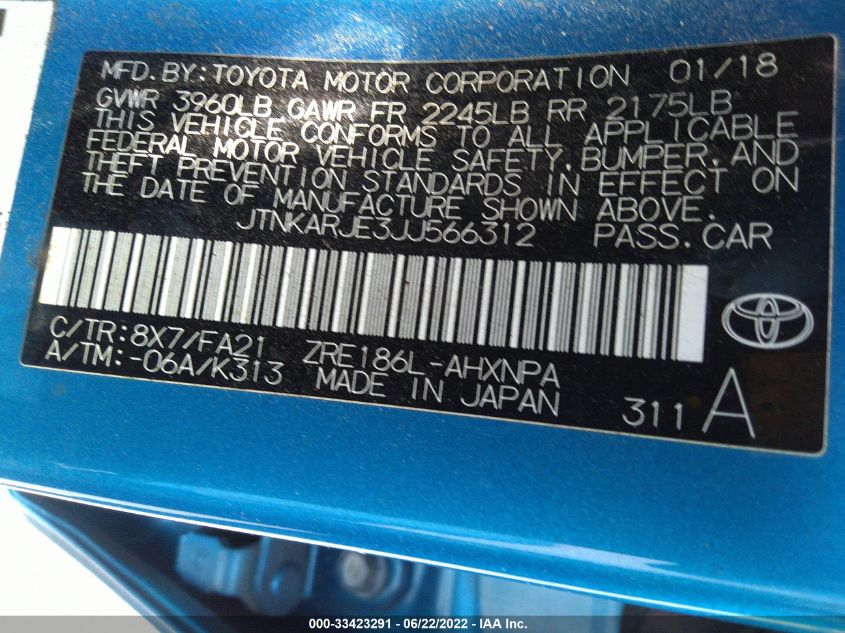 MFD. BY: TOYOTA MOTOR CORPORATION 01/18
GVWR 3960LB GAWR FR 2245LB RR 2175LB
THIS VEHICLE CONFORMS TO ALL APPLICABLE
FEDERAL MOTOR VEHICLE SAFETY, BUMPER, AND
THEFT PREVENTION STANDARDS IN EFFECT ON
THE DATE OF MANUFACTURE SHOWN ABOVE.
JTNKARJE3JJ566312 PASS. CAR
C/TR: 8X7/FA21 ZRE186L-AHXNPA
A/TM: -06A/K313 MADE IN JAPAN
311 A
000-33423291 - 06/22/2022 - IAA Inc.